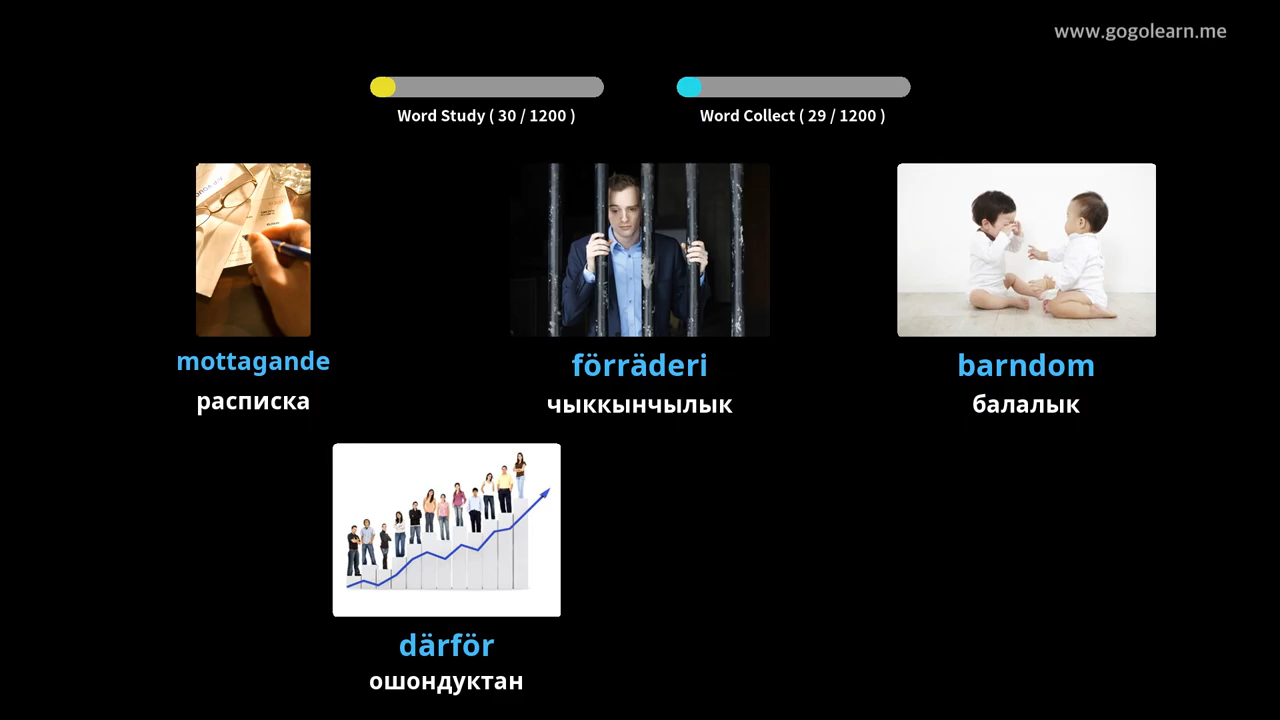 www.gogolearn.me
Word Study ( 30 / 1200 )
Word Collect ( 29 / 1200 )
mottagande
расписка
förräderi
чыккынчылык
barndom
балалык
därför
ошондуктан